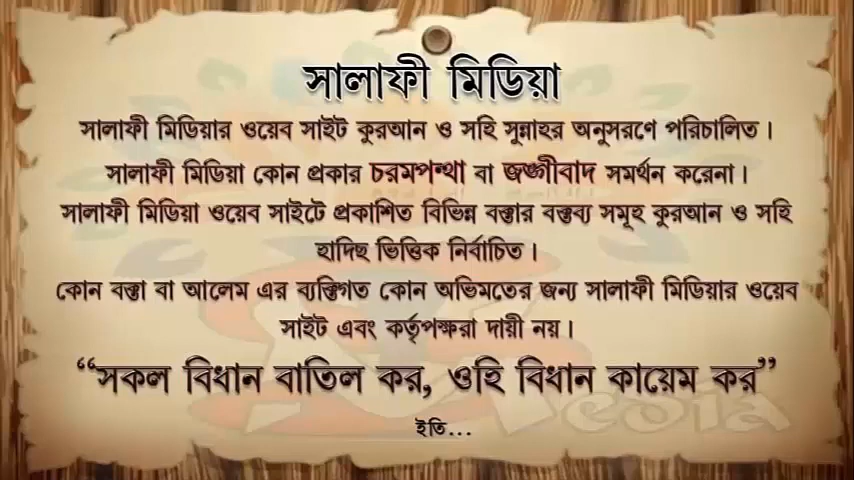 সালাফী মিডিয়া
সালাফী মিডিয়ার ওয়েব সাইট কুরআন ও সহি সুন্নাহর অনুসরণে পরিচালিত।
সালাফী মিডিয়া কোন প্রকার চরমপন্থা বা জঙ্গীবাদ সমর্থন করেনা।
সালাফী মিডিয়া ওয়েব সাইটে প্রকাশিত বিভিন্ন বক্তার বক্তব্য সমূহ কুরআন ও সহি
হাদিছ ভিত্তিক নির্বাচিত।
কোন বক্তা বা আলেম এর ব্যক্তিগত কোন অভিমতের জন্য সালাফী মিডিয়ার ওয়েব
সাইট এবং কর্তৃপক্ষরা দায়ী নয়।
“সকল বিধান বাতিল কর, ওহি বিধান কায়েম কর”
ইতি...